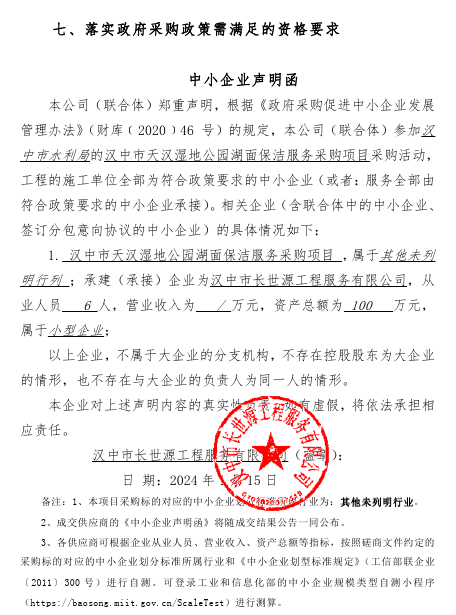 七、落实政府采购政策需满足的资格要求
中小企业声明函
本公司（联合体）郑重声明，根据《政府采购促进中小企业发展
管理办法》（财库﹝2020﹞46 号）的规定，本公司（联合体）参加汉
中市水利局的汉中市天汉湿地公园湖面保洁服务采购项目采购活动，
工程的施工单位全部为符合政策要求的中小企业（或者：服务全部由
符合政策要求的中小企业承接）。相关企业（含联合体中的中小企业、
签订分包意向协议的中小企业）的具体情况如下：
1. 汉中市天汉湿地公园湖面保洁服务采购项目 ，属于其他未列
明行列 ；承建（承接）企业为汉中市长世源工程服务有限公司，从
业人员 6 人，营业收入为 / 万元，资产总额为 100 万元，
属于小型企业；
以上企业，不属于大企业的分支机构，不存在控股股东为大企业
的情形，也不存在与大企业的负责人为同一人的情形。
本企业对上述声明内容的真实性负责。如有虚假，将依法承担相
应责任。
汉中市长世源工程服务有限公司（盖章）：
日 期：2024 年 月 15 日
汉中市长世源工程服务有限公司
备注：1、本项目采购标的对应的中小企业划分标准所属行业为：其他未列明行业。
2、成交供应商的《中小企业声明函》将随成交结果公告一同公布。
3、各供应商可根据企业从业人员、营业收入、资产总额等指标，按照磋商文件约定的
采购标的对应的中小企业划分标准所属行业和《中小企业划型标准规定》（工信部联企业
〔2011〕300 号）进行自测。可登录工业和信息化部的中小企业规模类型自测小程序
（https://baosong.miit.gov.cn/ScaleTest）进行测算。